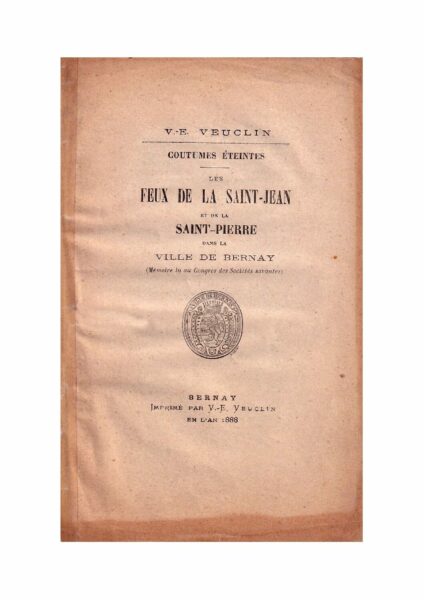 V.-E. VEUCLIN
COUTUMES ÉTEINTES
LES
FEUX DE LA SAINT-JEAN
ET DE LA
SAINT-PIERRE
DANS LA
VILLE DE BERNAY
(Mémoire lu au Congrès des Sociétés savantes)
BERNAY
IMPRIMÉ PAR V.-E. VEUCLIN
EN L'AN 1888